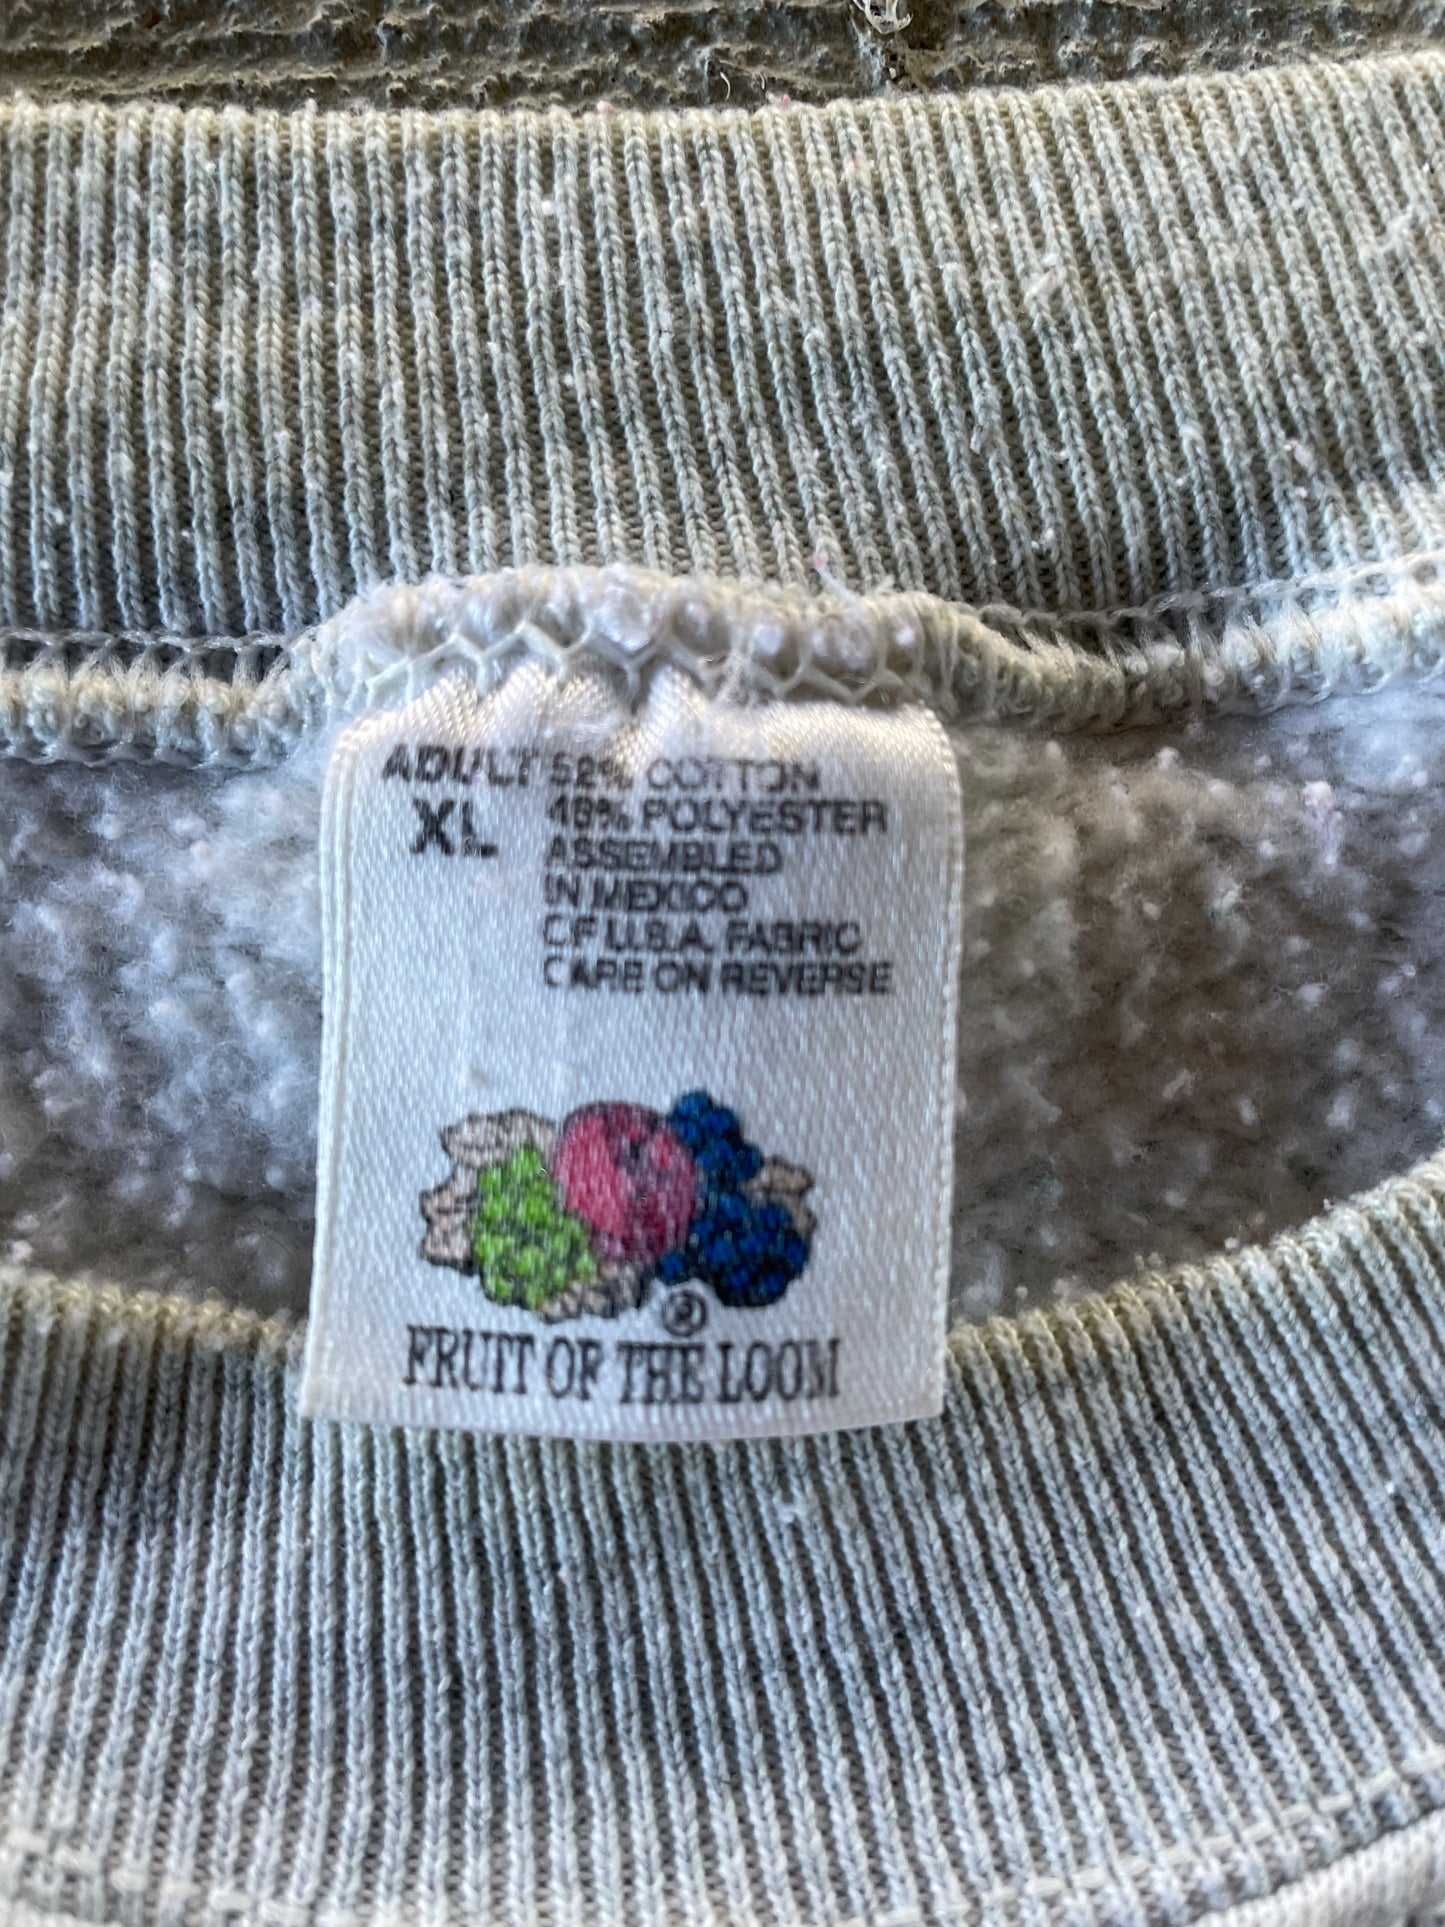 ADULT 52% COTTON
XL 48% POLYESTER
ASSEMBLED
IN MEXICO
OF U.S.A. FABRIC
CARE ON REVERSE
®
FRUIT OF THE LOOM